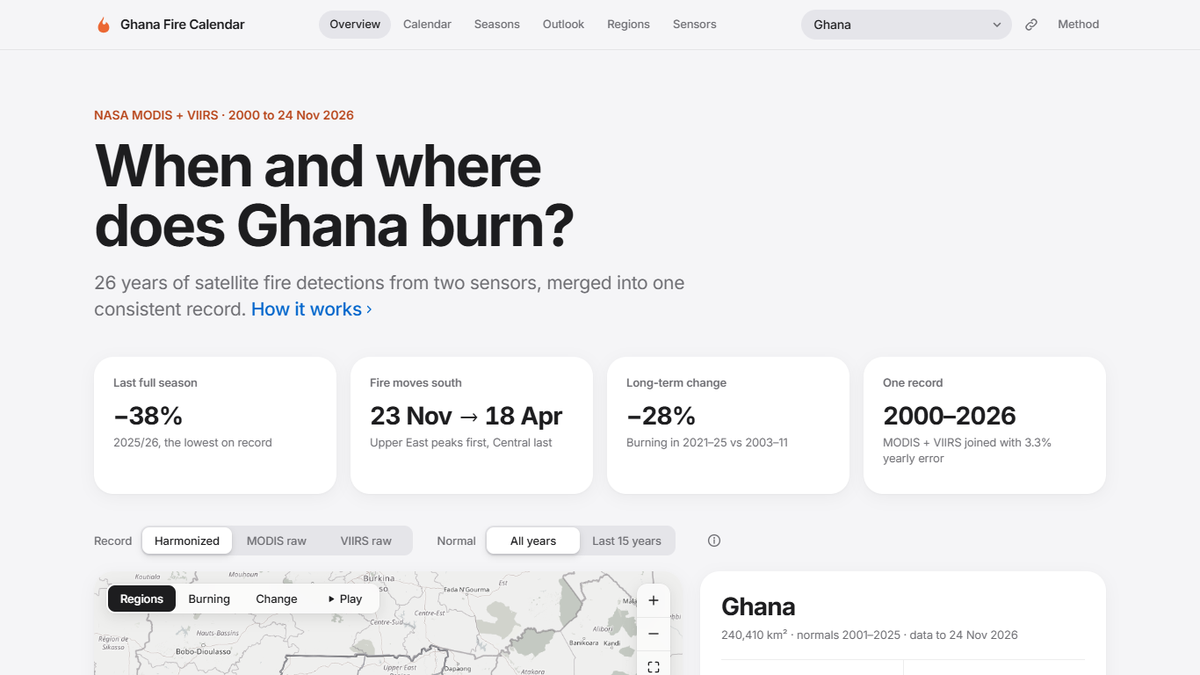 Ghana Fire Calendar
Overview
Calendar
Seasons
Outlook
Regions
Sensors
Ghana
Method
NASA MODIS + VIIRS · 2000 to 24 Nov 2026
When and where
does Ghana burn?
26 years of satellite fire detections from two sensors, merged into one
consistent record. How it works ›
Last full season
−38%
2025/26, the lowest on record
Fire moves south
23 Nov → 18 Apr
Upper East peaks first, Central last
Long-term change
−28%
Burning in 2021–25 vs 2003–11
One record
2000–2026
MODIS + VIIRS joined with 3.3%
yearly error
Record
Harmonized
MODIS raw
VIIRS raw
Normal
All years
Last 15 years
Koutiala
Mouhoun
Burkina
so
Fada N'Gourma
Est
Regions
Burning
Change
Play
Centre-Est
Centre-Sud
Hauts-Bassins
Région de
Sikasso
Bobo-Dioulasso
Alibori
Banikoara
Kandi
Upper East
Dapaong
Atakora
+
−
Ghana
240,410 km² · normals 2001–2025 · data to 24 Nov 2026